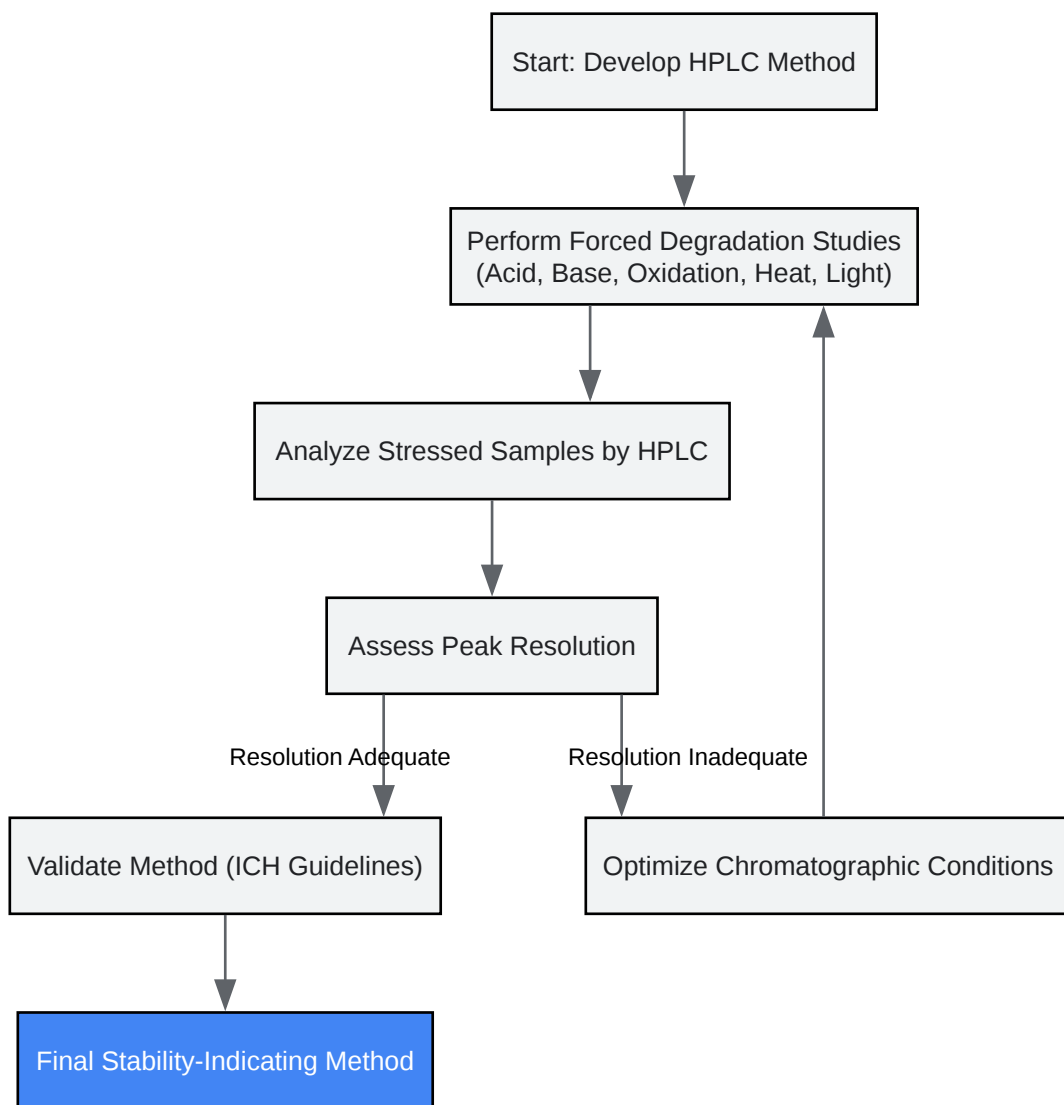 Start: Develop HPLC Method
Perform Forced Degradation Studies
(Acid, Base, Oxidation, Heat, Light)
Analyze Stressed Samples by HPLC
Assess Peak Resolution
Resolution Adequate
Resolution Inadequate
Validate Method (ICH Guidelines)
Optimize Chromatographic Conditions
Final Stability-Indicating Method